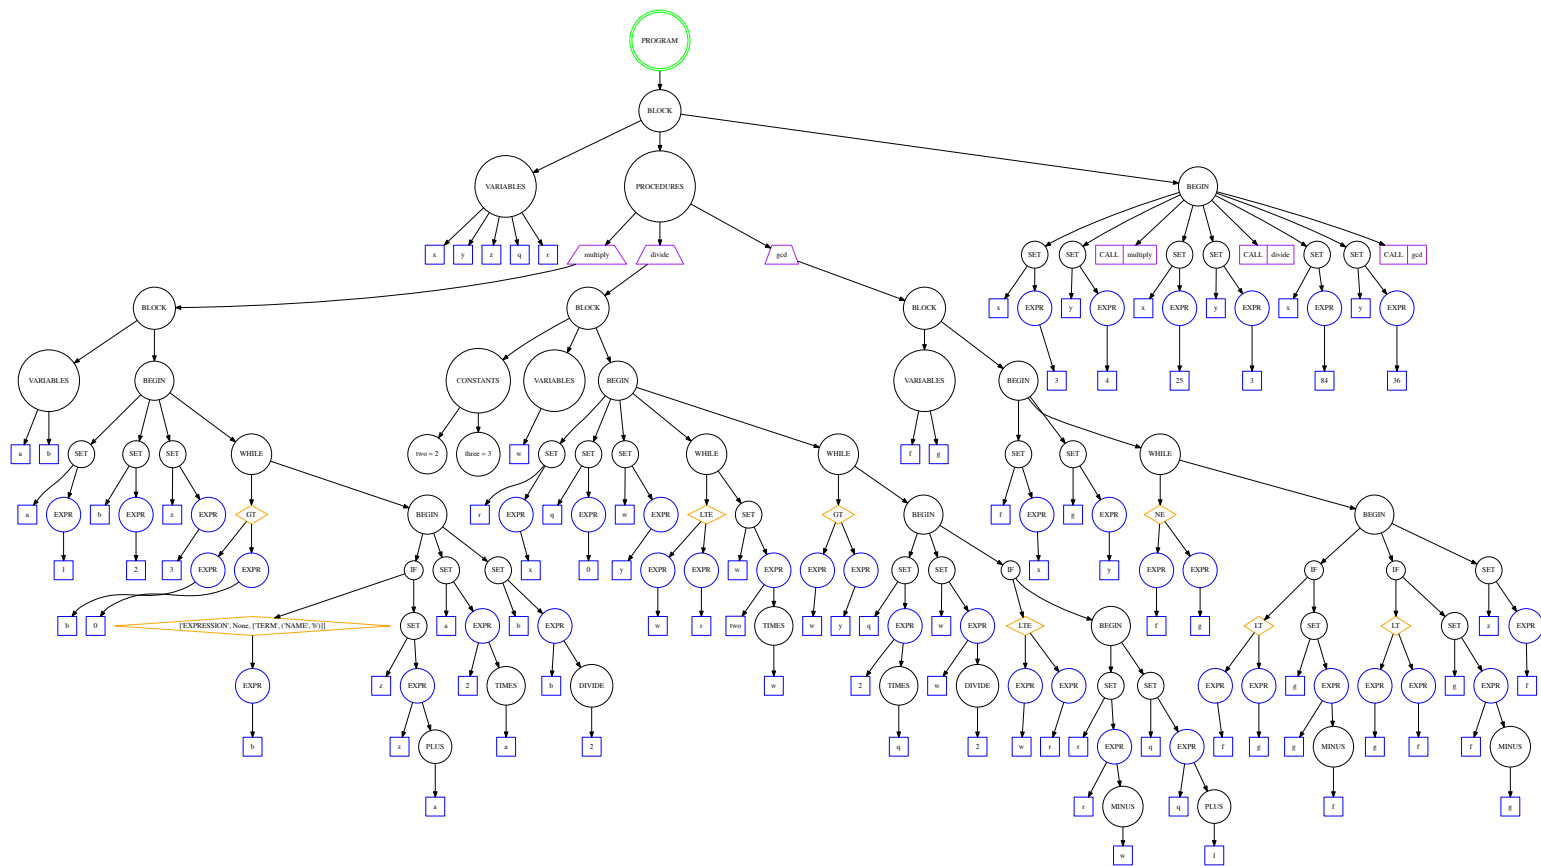 PROGRAM
BLOCK
VARIABLES PROCEDURES BEGIN
x y z q r multiply divide gcd SET SET CALL multiply SET SET CALL divide SET SET CALL gcd
BLOCK BLOCK BLOCK x EXPR y EXPR x EXPR y EXPR x EXPR y EXPR
VARIABLES BEGIN CONSTANTS VARIABLES BEGIN VARIABLES BEGIN 3 4 25 3 84 36
a b SET SET SET WHILE two = 2 three = 3 w SET SET SET WHILE WHILE f g SET SET WHILE
a EXPR b EXPR z EXPR GT BEGIN r EXPR q EXPR w EXPR LTE SET GT BEGIN f EXPR g EXPR NE BEGIN
1 2 3 EXPR EXPR IF SET SET x 0 y EXPR EXPR w EXPR EXPR EXPR SET SET IF x y EXPR EXPR IF IF SET
b 0 ['EXPRESSION', None, ['TERM', ('NAME', 'b')]] SET a EXPR b EXPR w r two TIMES w y q EXPR w EXPR LTE BEGIN f g LT SET LT SET z EXPR
EXPR z EXPR 2 TIMES b DIVIDE w 2 TIMES w DIVIDE EXPR EXPR SET SET EXPR EXPR g EXPR EXPR EXPR g EXPR f
b z PLUS a 2 q 2 w r r EXPR q EXPR f g g MINUS g f f MINUS
a r MINUS q PLUS f g
w 1